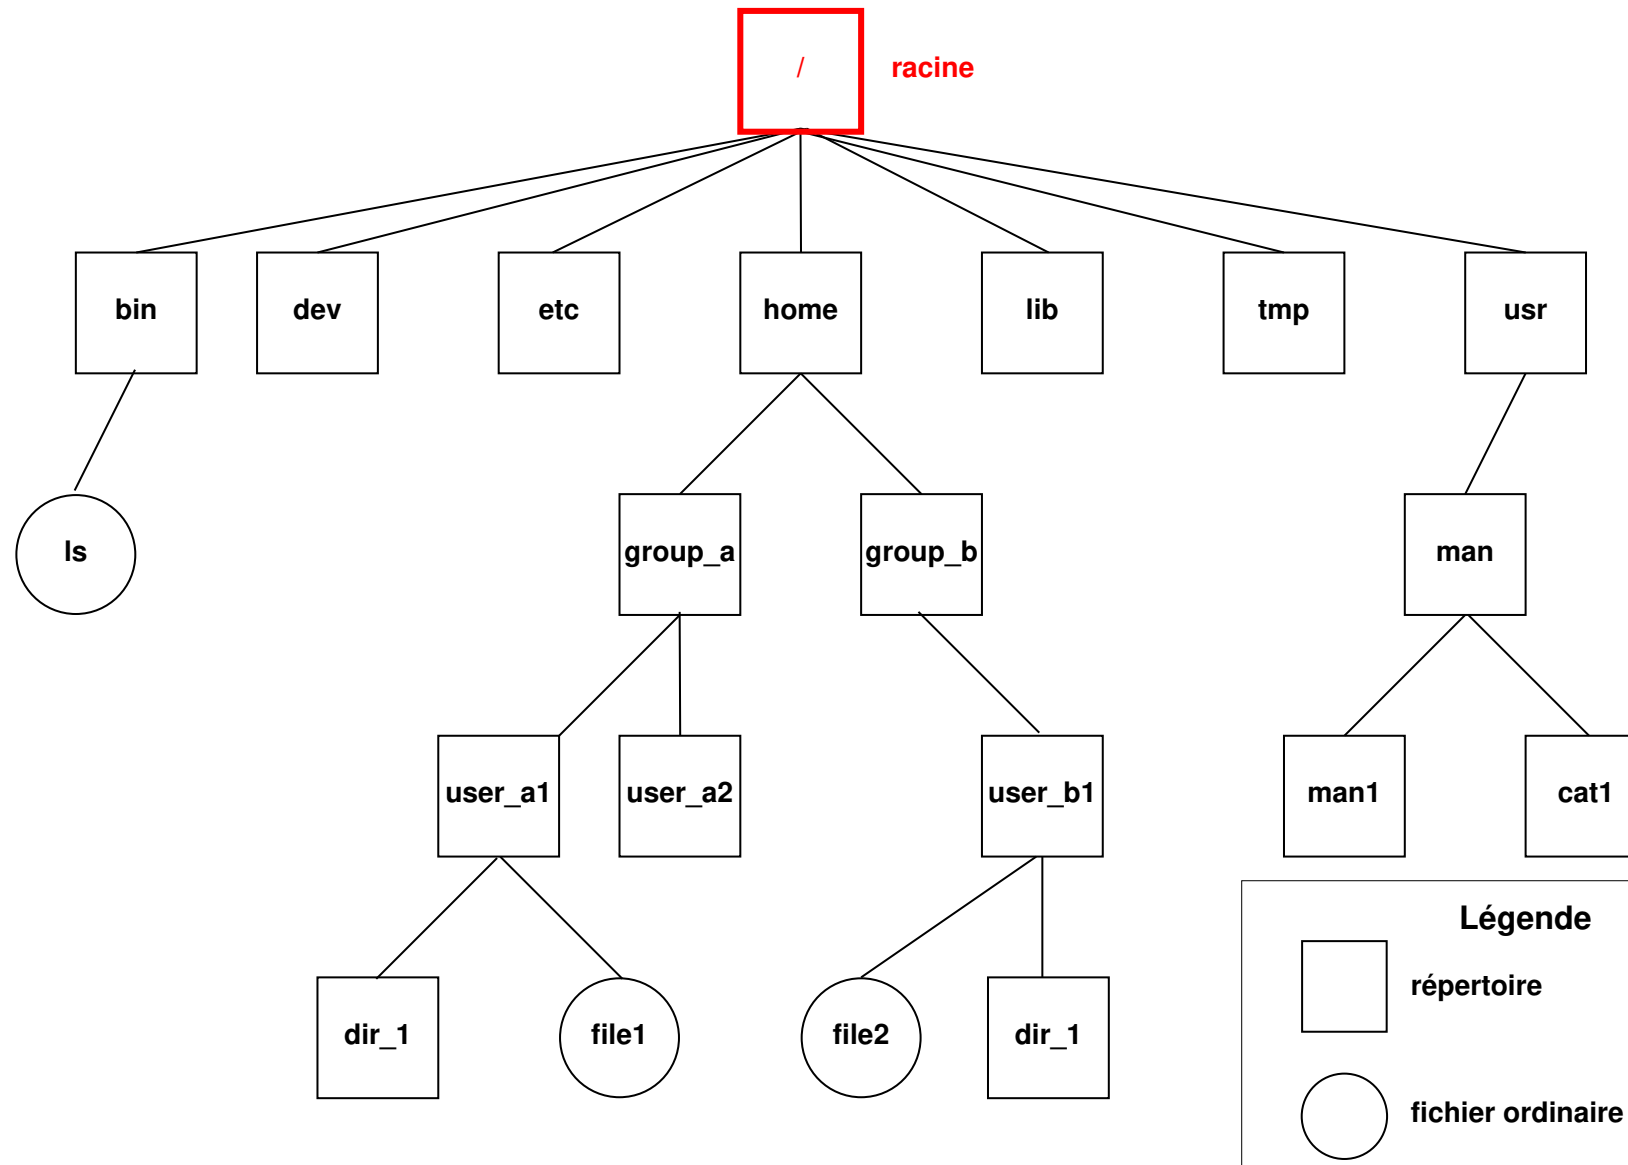 / racine
bin dev etc home lib tmp usr
ls group_a group_b man
user_a1 user_a2 user_b1 man1 cat1
Légende
répertoire
dir_1 file1 file2 dir_1
fichier ordinaire